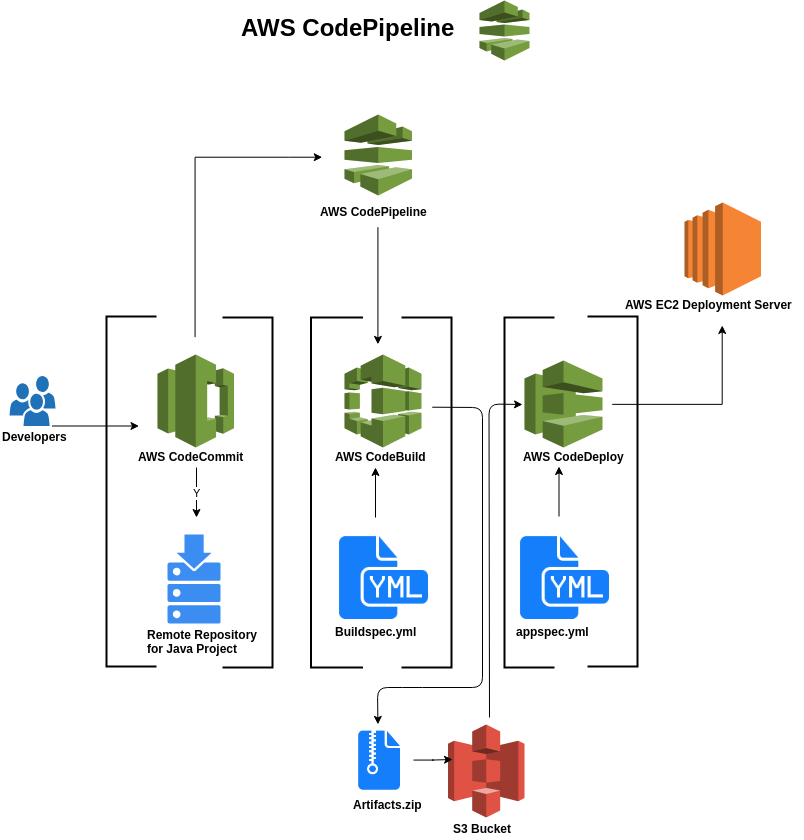 AWS CodePipeline
AWS CodePipeline
AWS EC2 Deployment Server
Developers
AWS CodeCommit
AWS CodeBuild
AWS CodeDeploy
Y
YML
YML
Remote Repository
for Java Project
Buildspec.yml
appspec.yml
Artifacts.zip
S3 Bucket